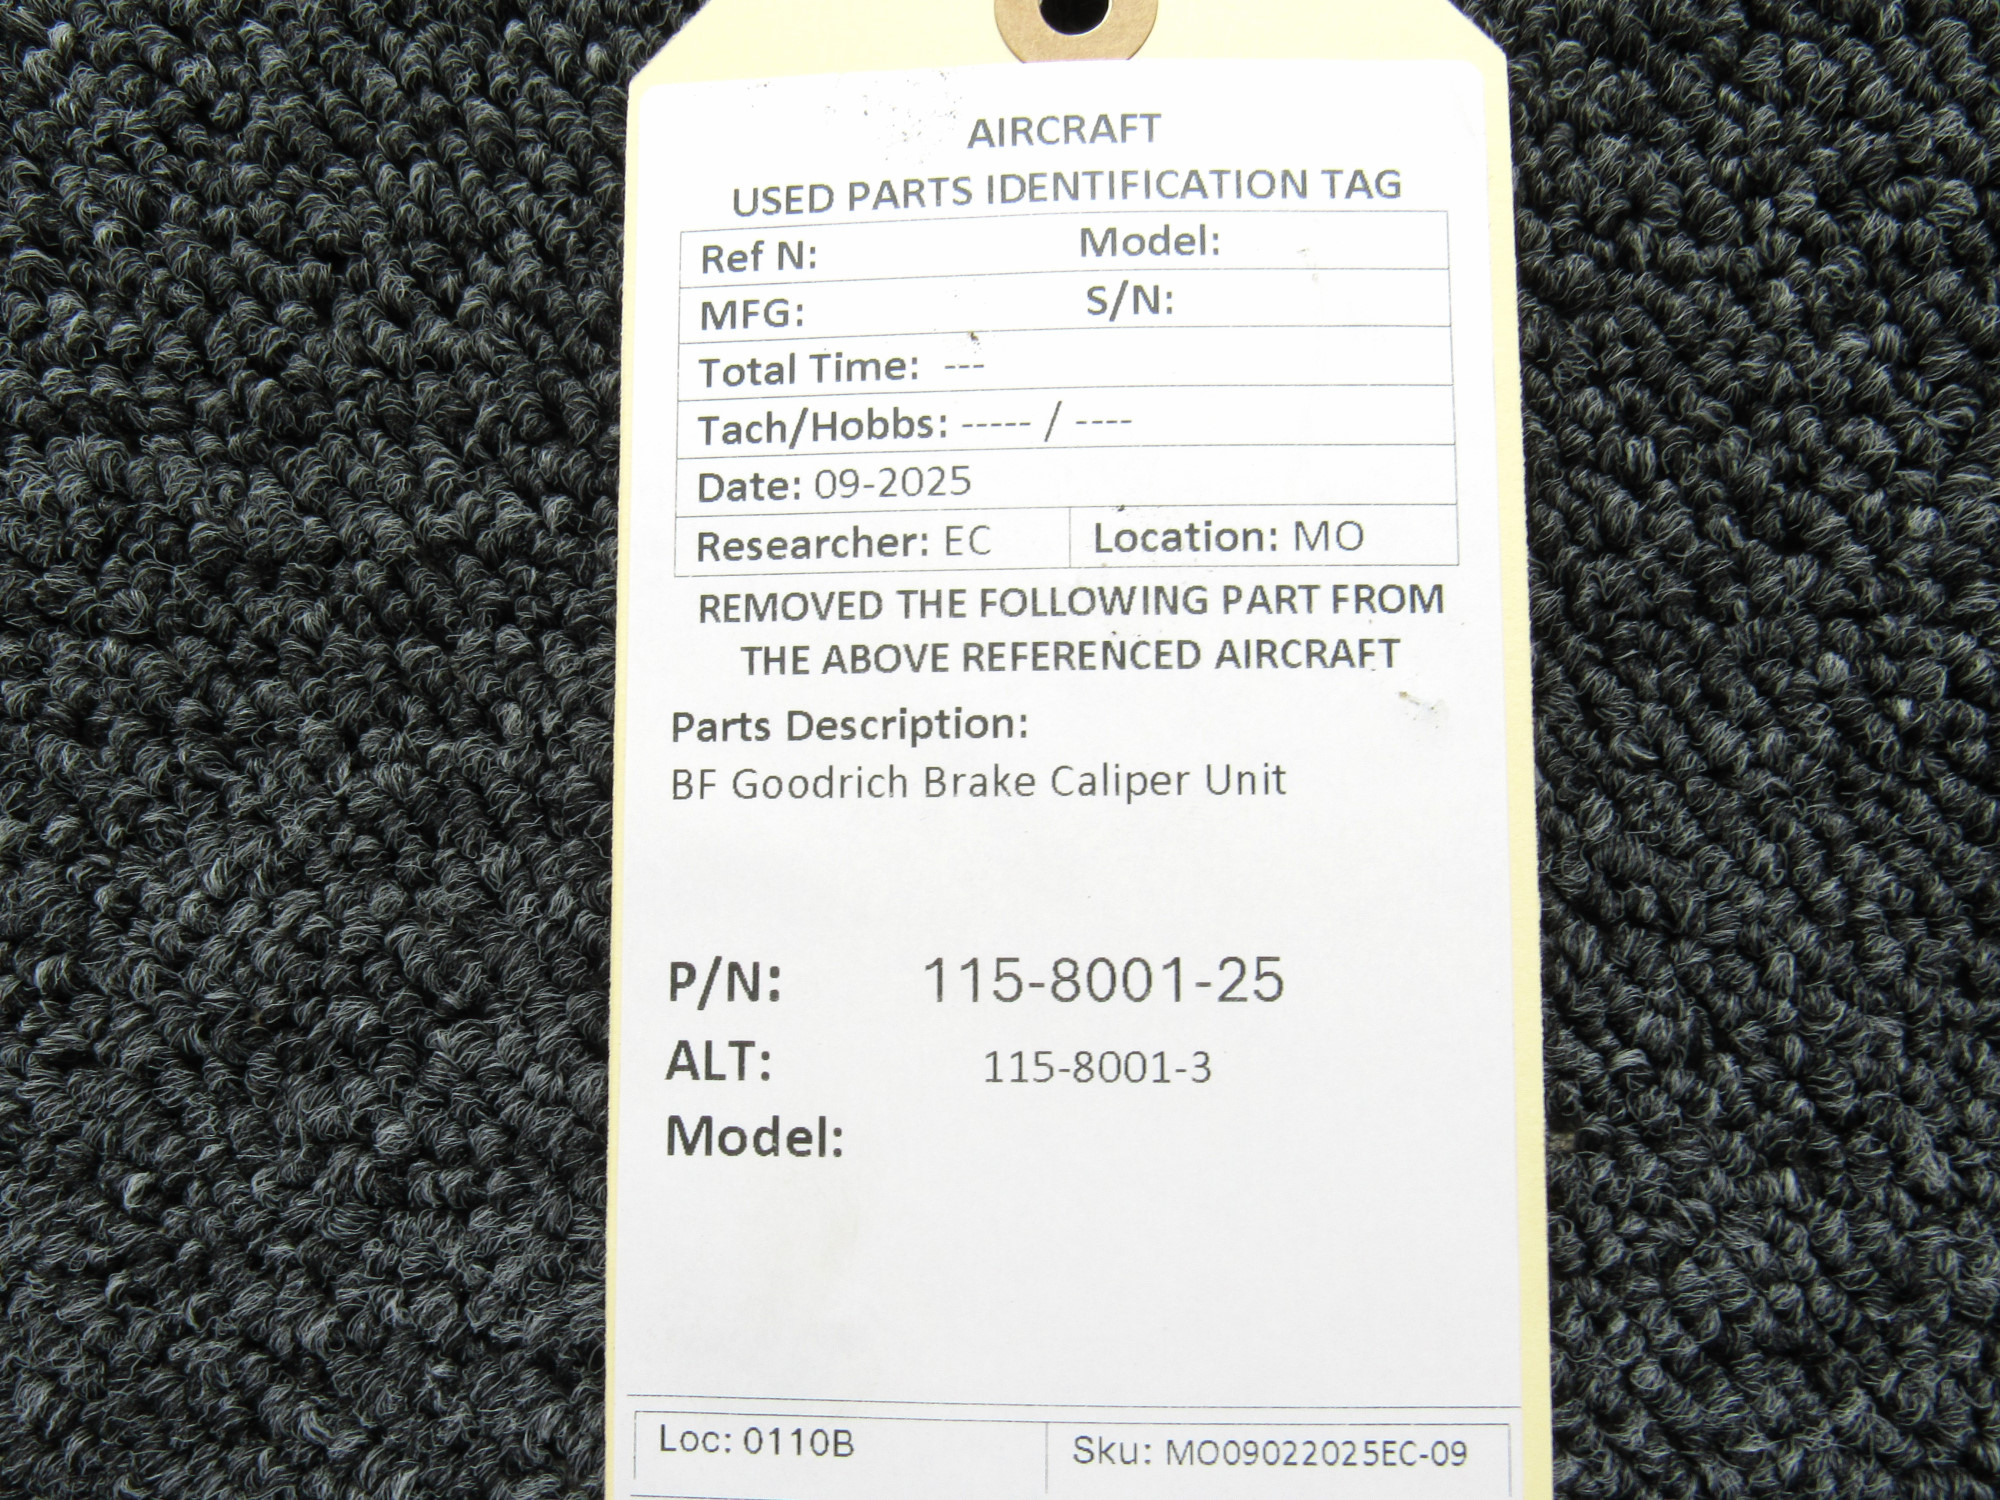 AIRCRAFT
USED PARTS IDENTIFICATION TAG
Ref N: Model:
MFG: S/N:
Total Time: ---
Tach/Hobbs: ----- / ----
Date: 09-2025
Researcher: EC Location: MO
REMOVED THE FOLLOWING PART FROM
THE ABOVE REFERENCED AIRCRAFT
Parts Description:
BF Goodrich Brake Caliper Unit
P/N: 115-8001-25
ALT: 115-8001-3
Model:
Loc: 0110B Sku: MO09022025EC-09